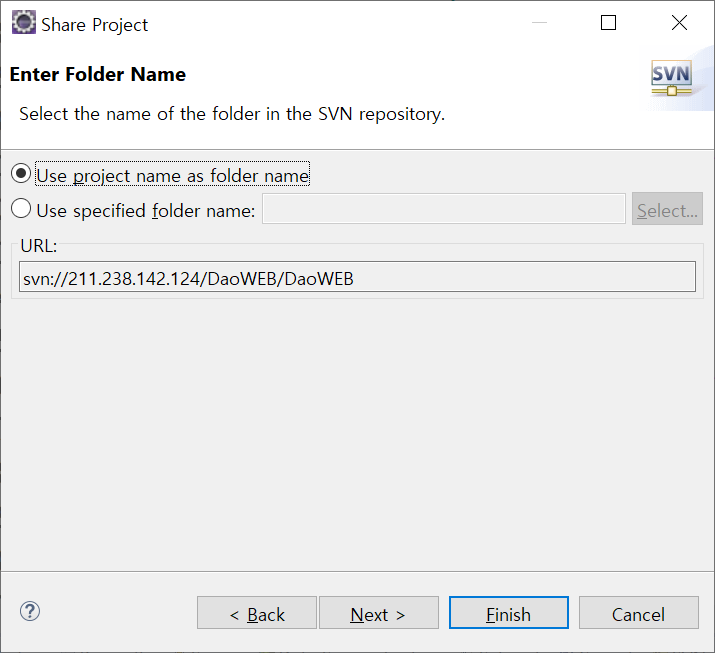 Share Project
Enter Folder Name
SVN
Select the name of the folder in the SVN repository.
Use project name as folder name
Use specified folder name:
Select...
URL:
svn://211.238.142.124/DaoWEB/DaoWEB
?
< Back
Next >
Finish
Cancel